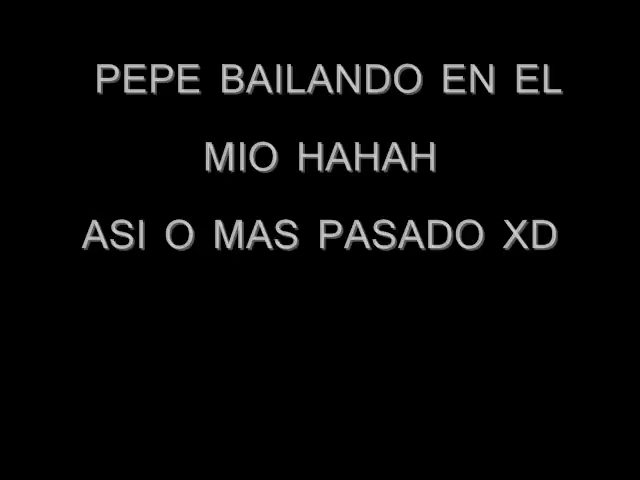 PEPE BAILANDO EN EL
MIO HAHAH
ASI O MAS PASADO XD